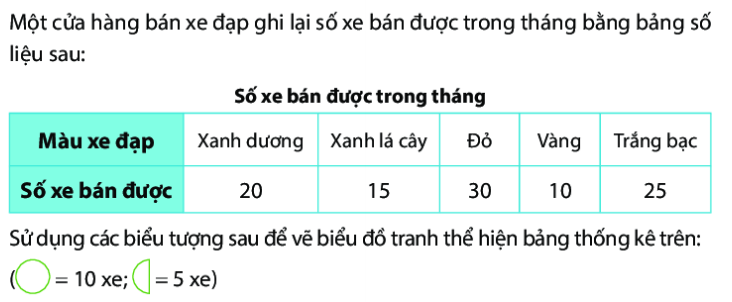 Một cửa hàng bán xe đạp ghi lại số xe bán được trong tháng bằng bảng số
liệu sau:
Số xe bán được trong tháng
Màu xe đạp Xanh dương Xanh lá cây Đỏ Vàng Trắng bạc
Số xe bán được 20 15 30 10 25
Sử dụng các biểu tượng sau để vẽ biểu đồ tranh thể hiện bảng thống kê trên:
( = 10 xe; = 5 xe)